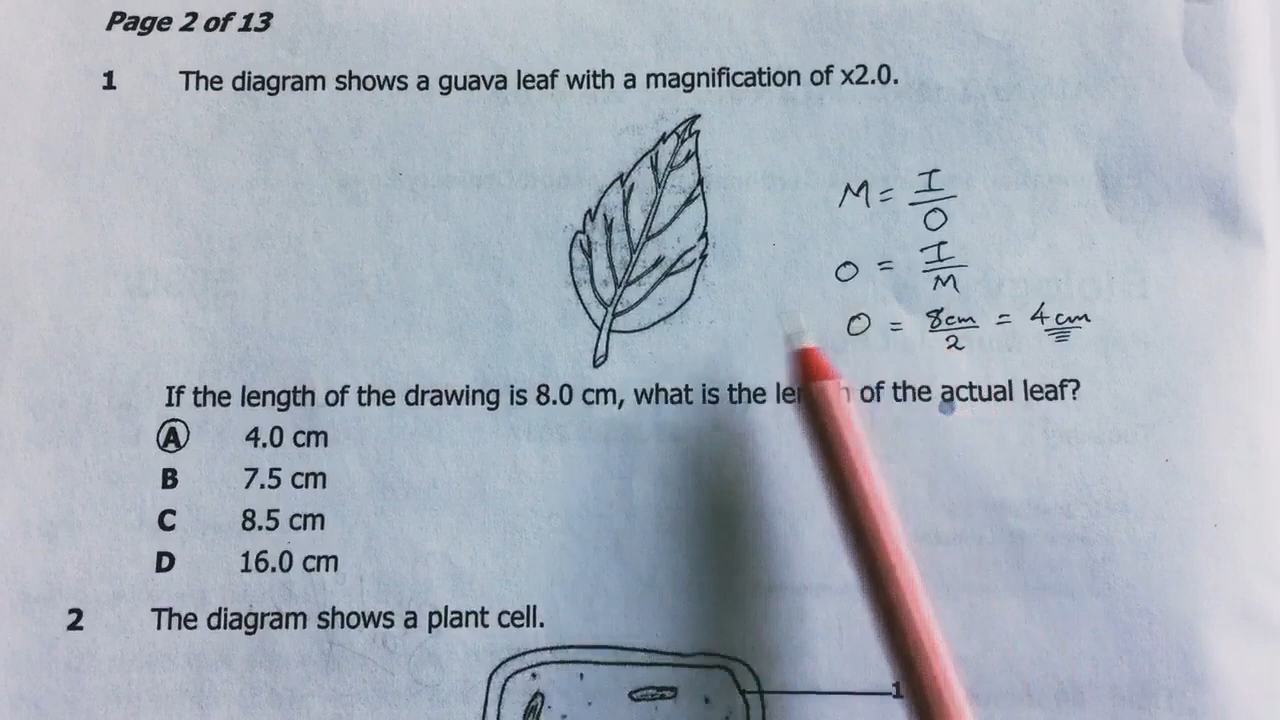 Page 2 of 13
1 The diagram shows a guava leaf with a magnification of x2.0.
M = I/O
O = I/M
O = 8cm/2 = 4cm
If the length of the drawing is 8.0 cm, what is the length of the actual leaf?
A 4.0 cm
B 7.5 cm
C 8.5 cm
D 16.0 cm
2 The diagram shows a plant cell.
1